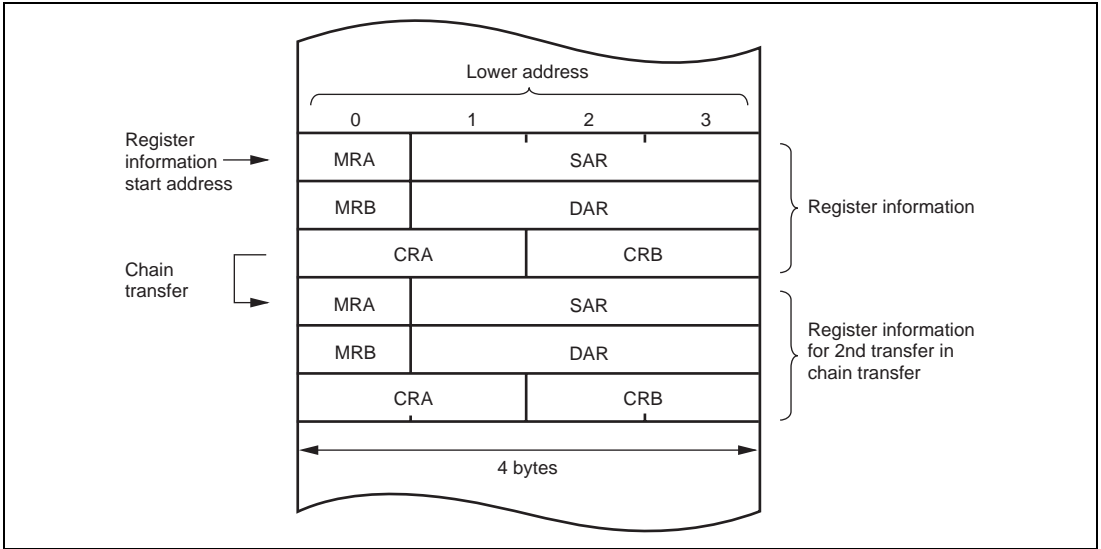 Lower address
0 1 2 3
Register
information
start address
MRA SAR
MRB DAR
CRA CRB
Register information
Chain
transfer
MRA SAR
MRB DAR
CRA CRB
Register information
for 2nd transfer in
chain transfer
4 bytes